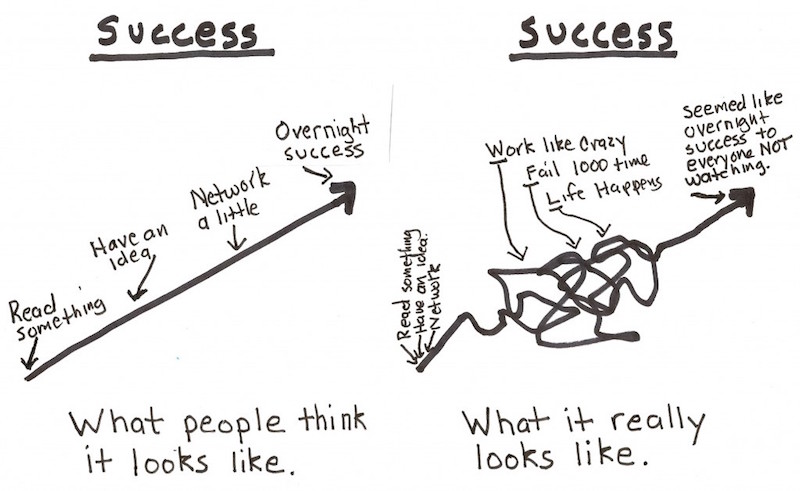 Success
Read
something
Have an
idea
Network
a little
Overnight
success
What people think
it looks like.
Success
Read something
Have an idea.
Network
Work like crazy
Fail 1000 time
Life Happens
Seemed like
overnight
success to
everyone NOT
watching.
What it really
looks like.